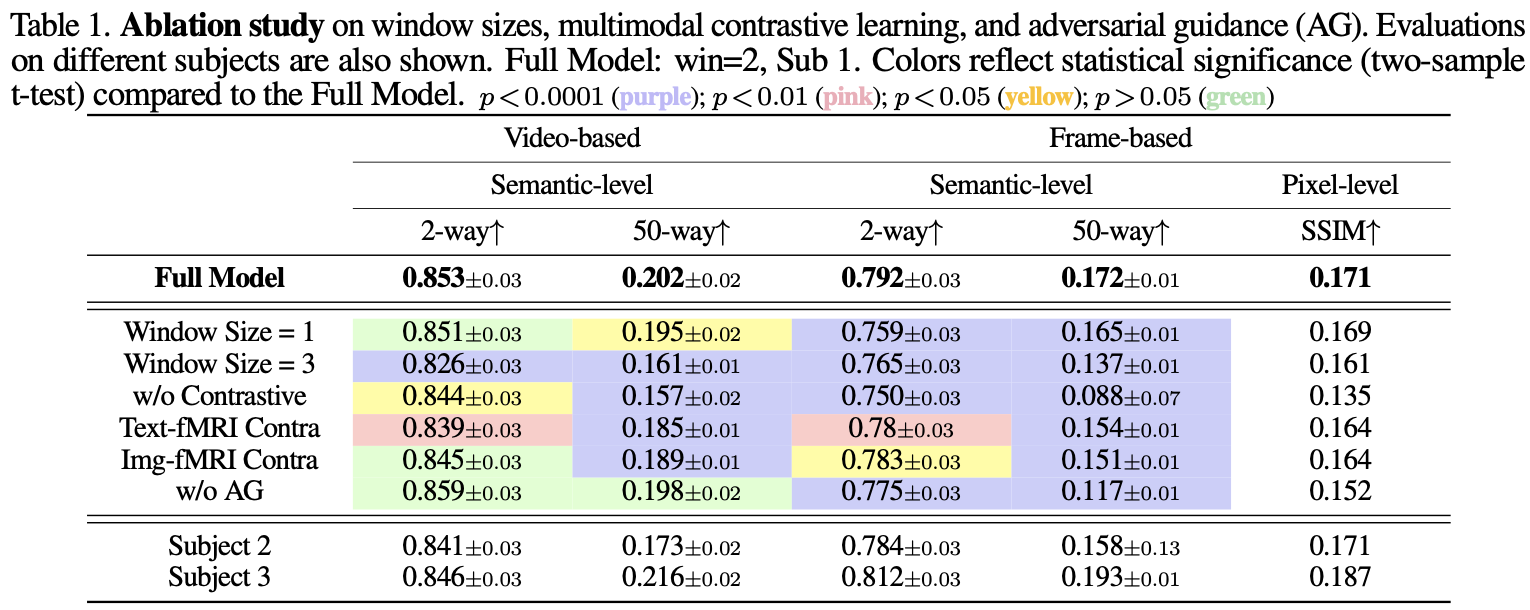 Table 1. Ablation study on window sizes, multimodal contrastive learning, and adversarial guidance (AG). Evaluations
on different subjects are also shown. Full Model: win=2, Sub 1. Colors reflect statistical significance (two-sample
t-test) compared to the Full Model. p<0.0001 (purple); p<0.01 (pink); p<0.05 (yellow); p>0.05 (green)
Video-based Frame-based
Semantic-level Semantic-level Pixel-level
2-way↑ 50-way↑ 2-way↑ 50-way↑ SSIM↑
Full Model 0.853±0.03 0.202±0.02 0.792±0.03 0.172±0.01 0.171
Window Size = 1 0.851±0.03 0.195±0.02 0.759±0.03 0.165±0.01 0.169
Window Size = 3 0.826±0.03 0.161±0.01 0.765±0.03 0.137±0.01 0.161
w/o Contrastive 0.844±0.03 0.157±0.02 0.750±0.03 0.088±0.07 0.135
Text-fMRI Contra 0.839±0.03 0.185±0.01 0.78±0.03 0.154±0.01 0.164
Img-fMRI Contra 0.845±0.03 0.189±0.01 0.783±0.03 0.151±0.01 0.164
w/o AG 0.859±0.03 0.198±0.02 0.775±0.03 0.117±0.01 0.152
Subject 2 0.841±0.03 0.173±0.02 0.784±0.03 0.158±0.13 0.171
Subject 3 0.846±0.03 0.216±0.02 0.812±0.03 0.193±0.01 0.187